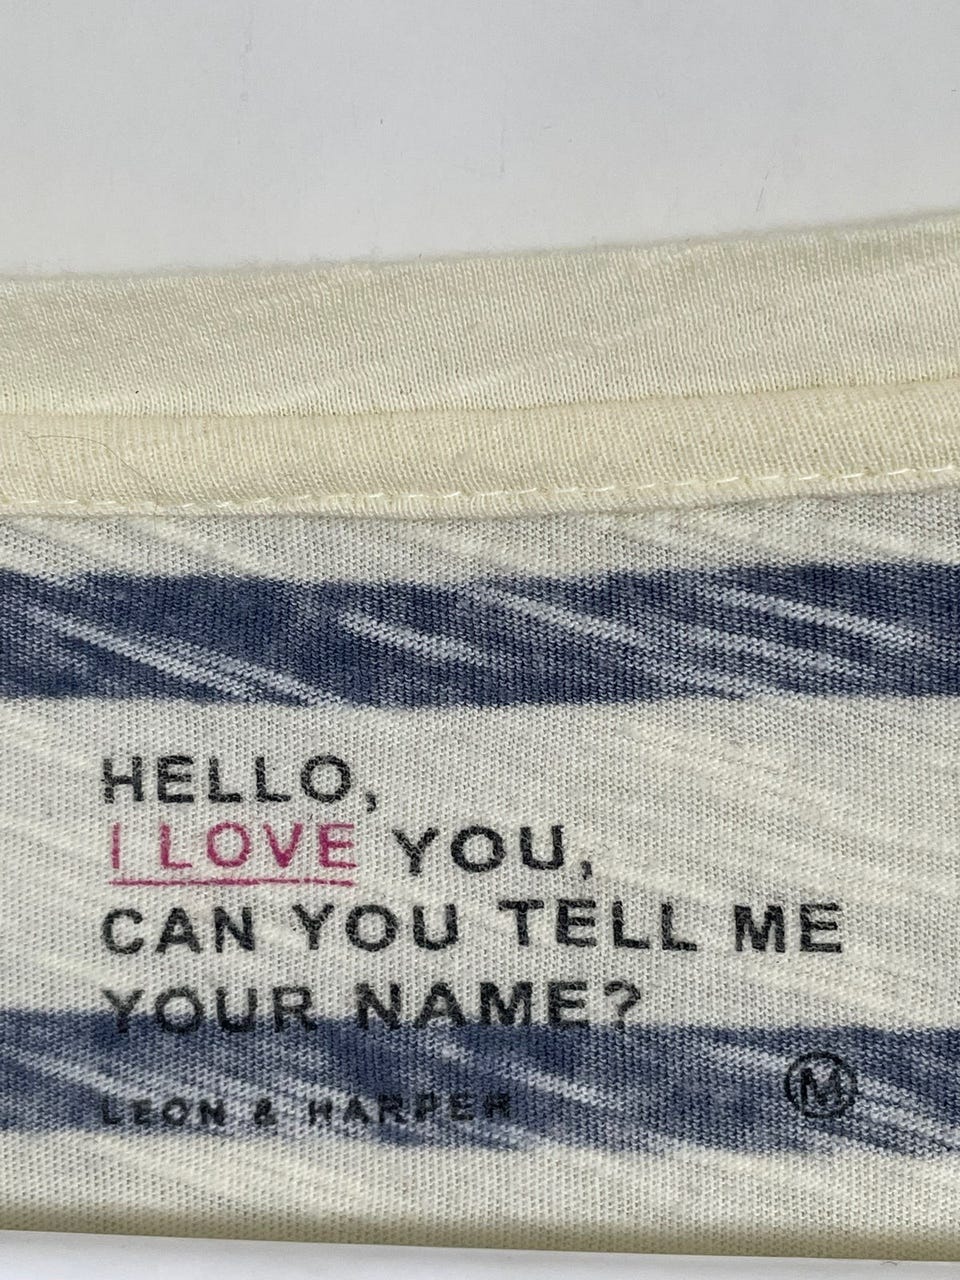 HELLO,
I LOVE YOU,
CAN YOU TELL ME
YOUR NAME?
LEON & HARPER
M